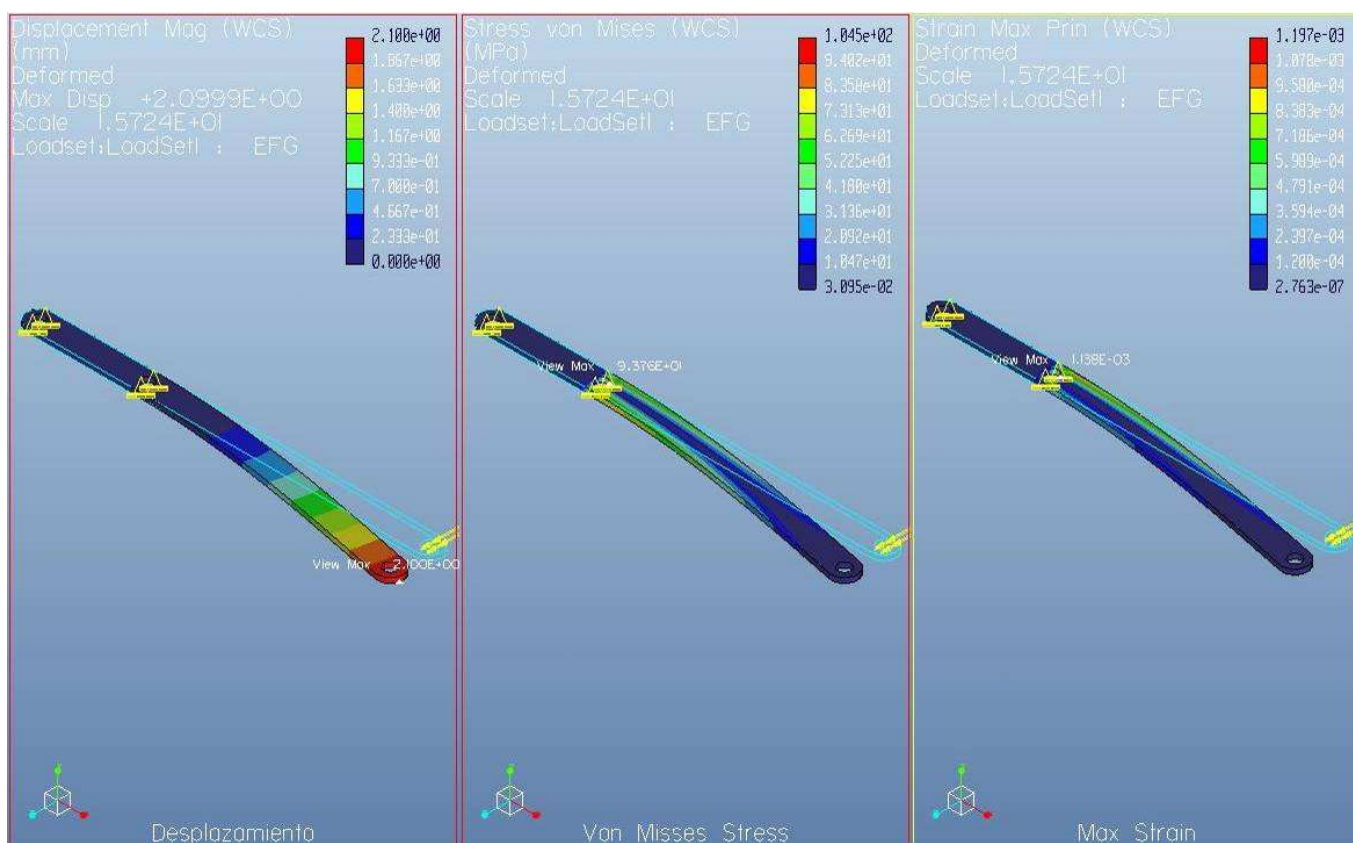 Displacement Mag (WCS)
(mm)
Deformed
Max Disp +2.0999E+00
Scale 1.5724E+01
Loadset:LoadSet1 : EFG
2.100e+00
1.867e+00
1.633e+00
1.400e+00
1.167e+00
9.333e-01
7.000e-01
4.667e-01
2.333e-01
0.000e+00
View Max 2.100E+00
Desplazamiento
Stress von Mises (WCS)
(MPa)
Deformed
Scale 1.5724E+01
Loadset:LoadSet1 : EFG
1.045e+02
9.402e+01
8.358e+01
7.313e+01
6.269e+01
5.225e+01
4.180e+01
3.136e+01
2.092e+01
1.047e+01
3.095e-02
View Max 9.376E+01
Von Misses Stress
Strain Max Prin (WCS)
Deformed
Scale 1.5724E+01
Loadset:LoadSet1 : EFG
1.197e-03
1.078e-03
9.580e-04
8.383e-04
7.186e-04
5.989e-04
4.791e-04
3.594e-04
2.397e-04
1.200e-04
2.763e-07
View Max 1.138E-03
Max Strain